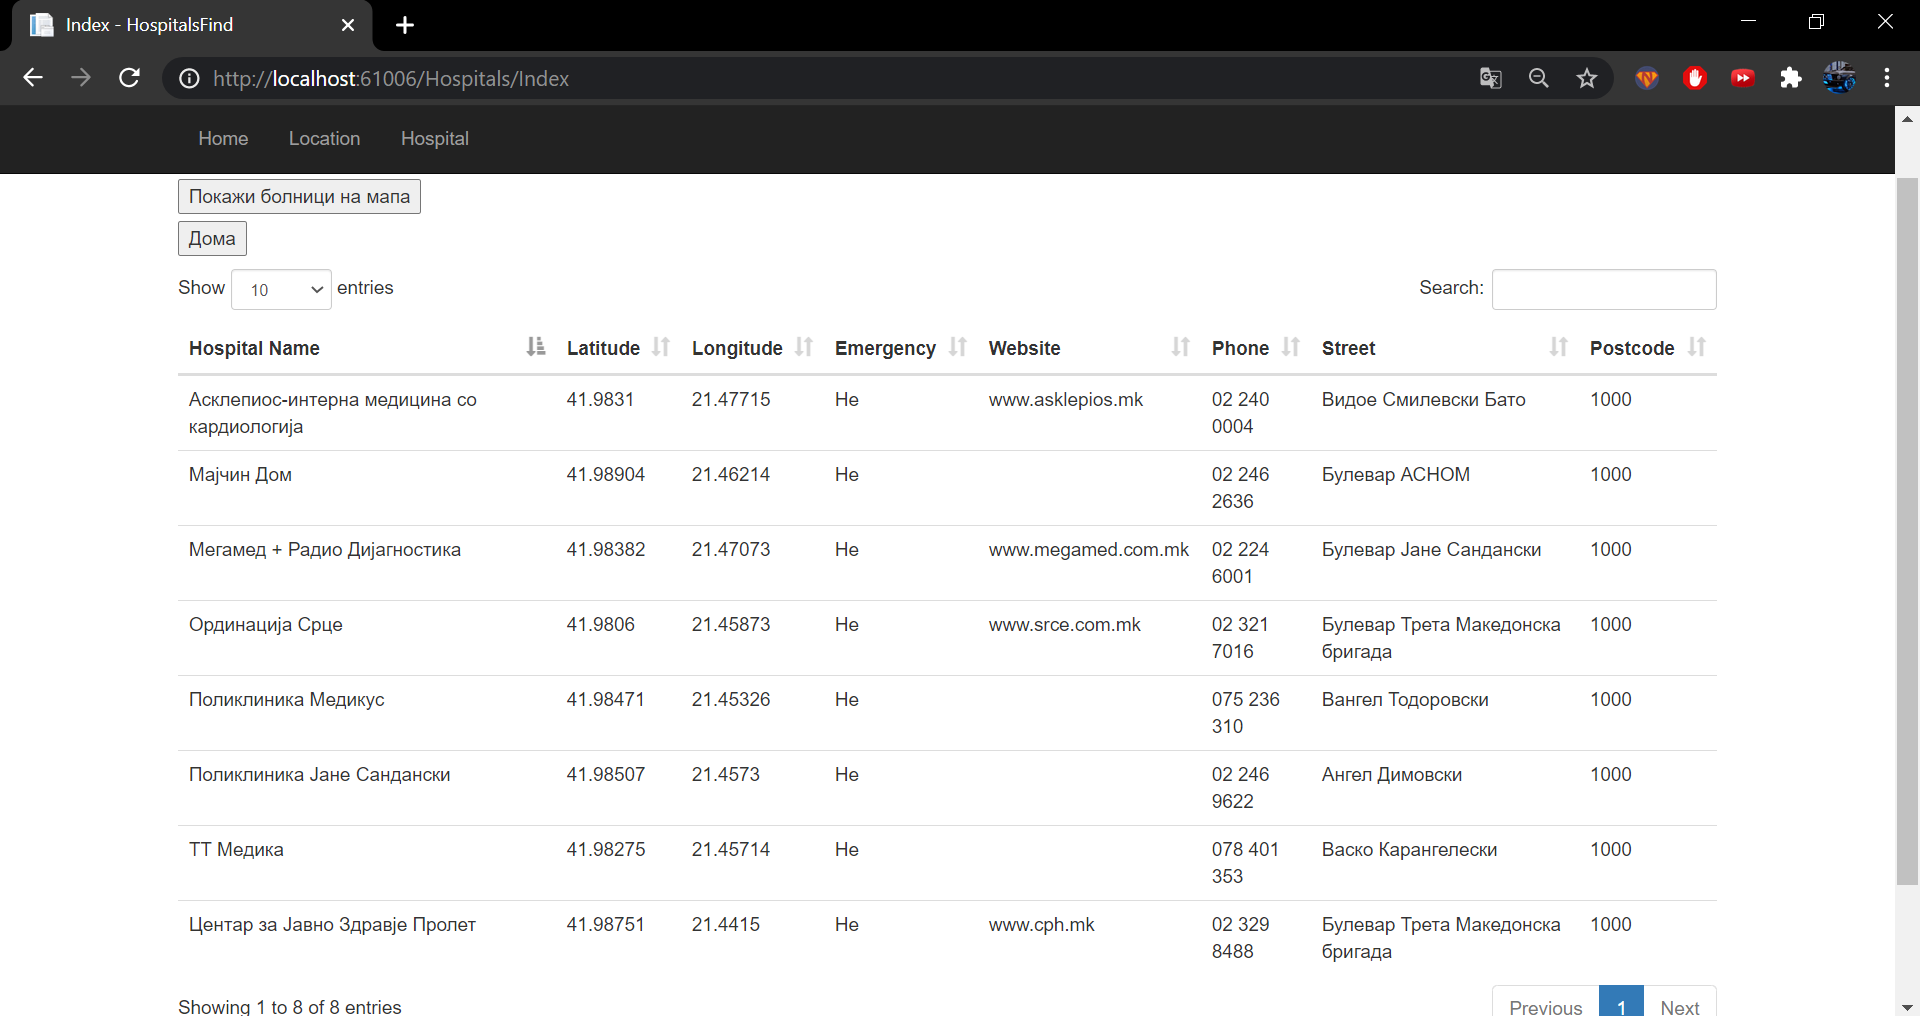 Index - HospitalsFind
http://localhost:61006/Hospitals/Index
Home Location Hospital
Покажи болници на мапа
Дома
Show 10 entries Search:
Hospital Name Latitude Longitude Emergency Website Phone Street Postcode
Асклепиос-интерна медицина со 41.9831 21.47715 Не www.asklepios.mk 02 240 Видое Смилевски Бато 1000
кардиологија 0004
Мајчин Дом 41.98904 21.46214 Не 02 246 Булевар АСНОМ 1000
2636
Мегамед + Радио Дијагностика 41.98382 21.47073 Не www.megamed.com.mk 02 224 Булевар Јане Сандански 1000
6001
Ординација Срце 41.9806 21.45873 Не www.srce.com.mk 02 321 Булевар Трета Македонска 1000
7016 бригада
Поликлиника Медикус 41.98471 21.45326 Не 075 236 Вангел Тодоровски 1000
310
Поликлиника Јане Сандански 41.98507 21.4573 Не 02 246 Ангел Димовски 1000
9622
ТТ Медика 41.98275 21.45714 Не 078 401 Васко Карангелески 1000
353
Центар за Јавно Здравје Пролет 41.98751 21.4415 Не www.cph.mk 02 329 Булевар Трета Македонска 1000
8488 бригада
Showing 1 to 8 of 8 entries Previous 1 Next